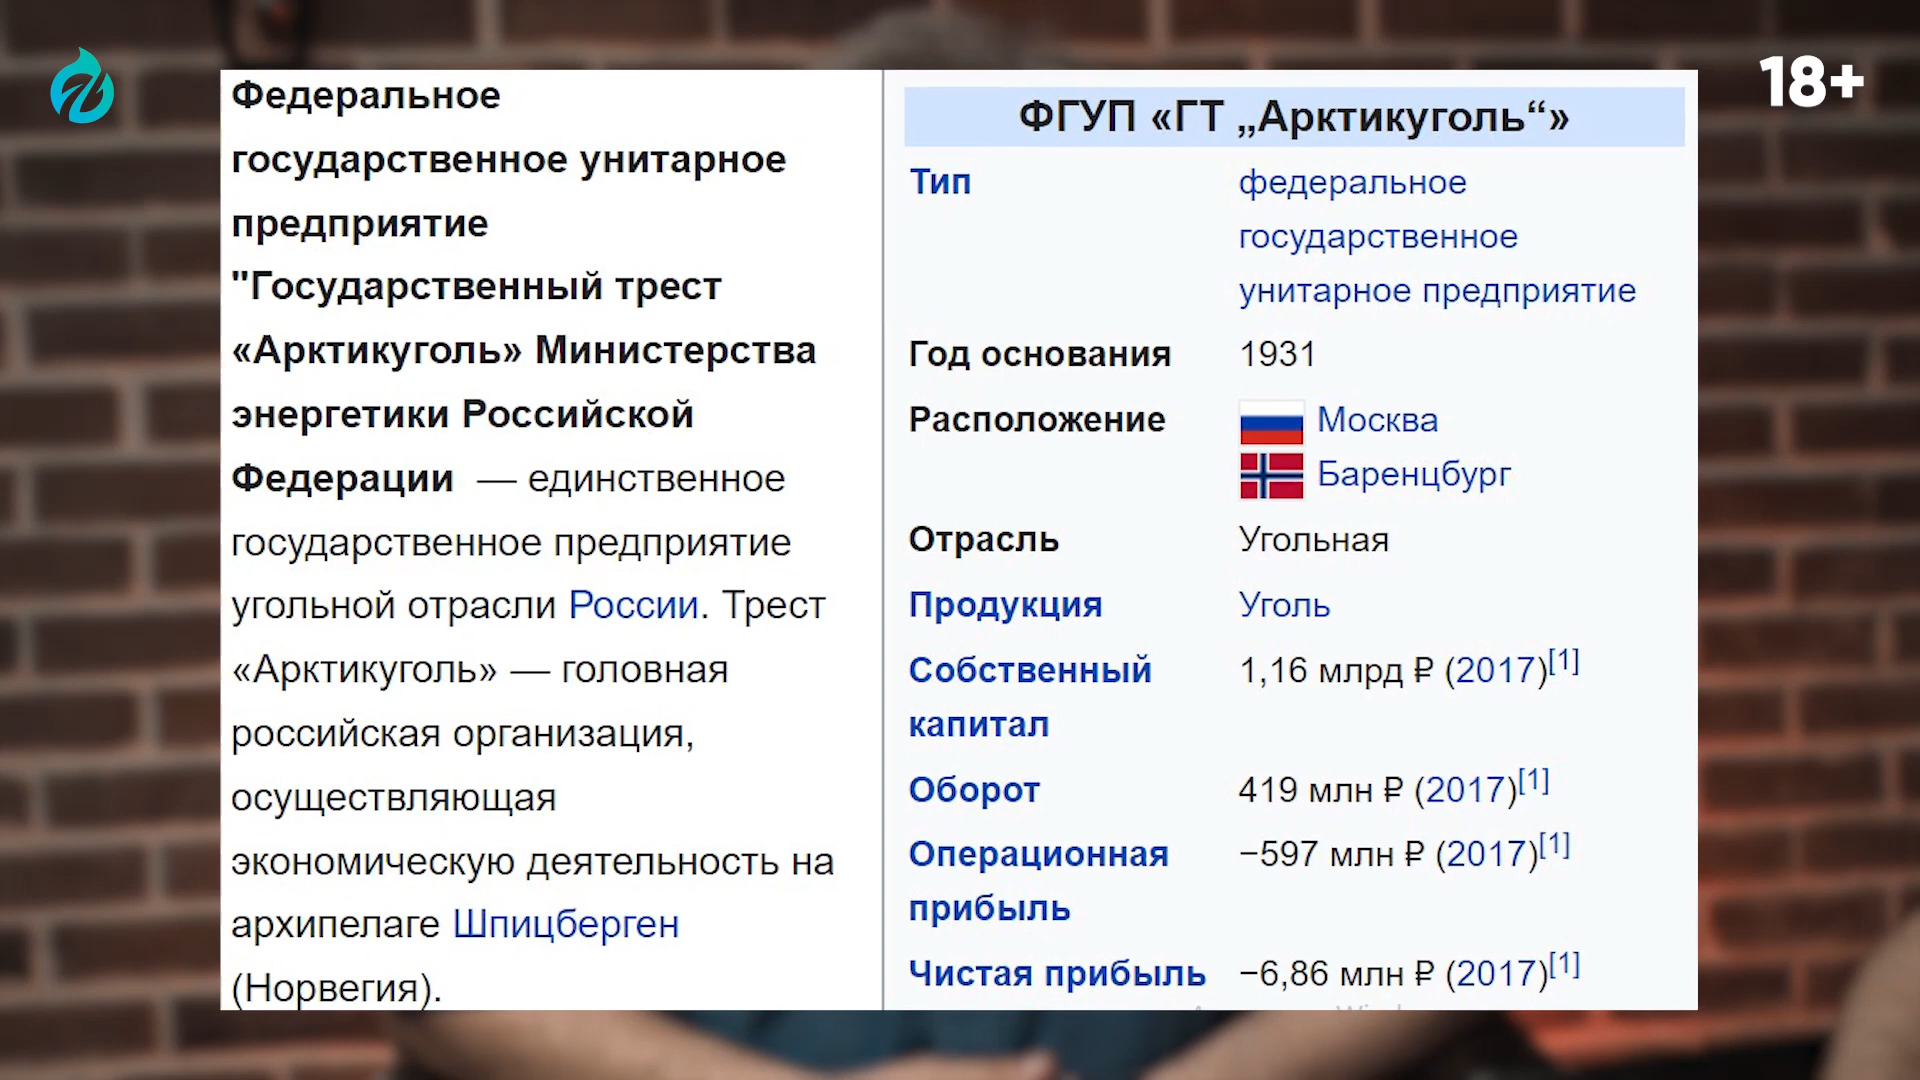 18+
Федеральное
государственное унитарное
предприятие
"Государственный трест
«Арктикуголь» Министерства
энергетики Российской
Федерации — единственное
государственное предприятие
угольной отрасли России. Трест
«Арктикуголь» — головная
российская организация,
осуществляющая
экономическую деятельность на
архипелаге Шпицберген
(Норвегия).
ФГУП «ГТ „Арктикуголь“»
Тип федеральное
государственное
унитарное предприятие
Год основания 1931
Расположение Москва
Баренцбург
Отрасль Угольная
Продукция Уголь
Собственный 1,16 млрд ₽ (2017)[1]
капитал
Оборот 419 млн ₽ (2017)[1]
Операционная −597 млн ₽ (2017)[1]
прибыль
Чистая прибыль −6,86 млн ₽ (2017)[1]